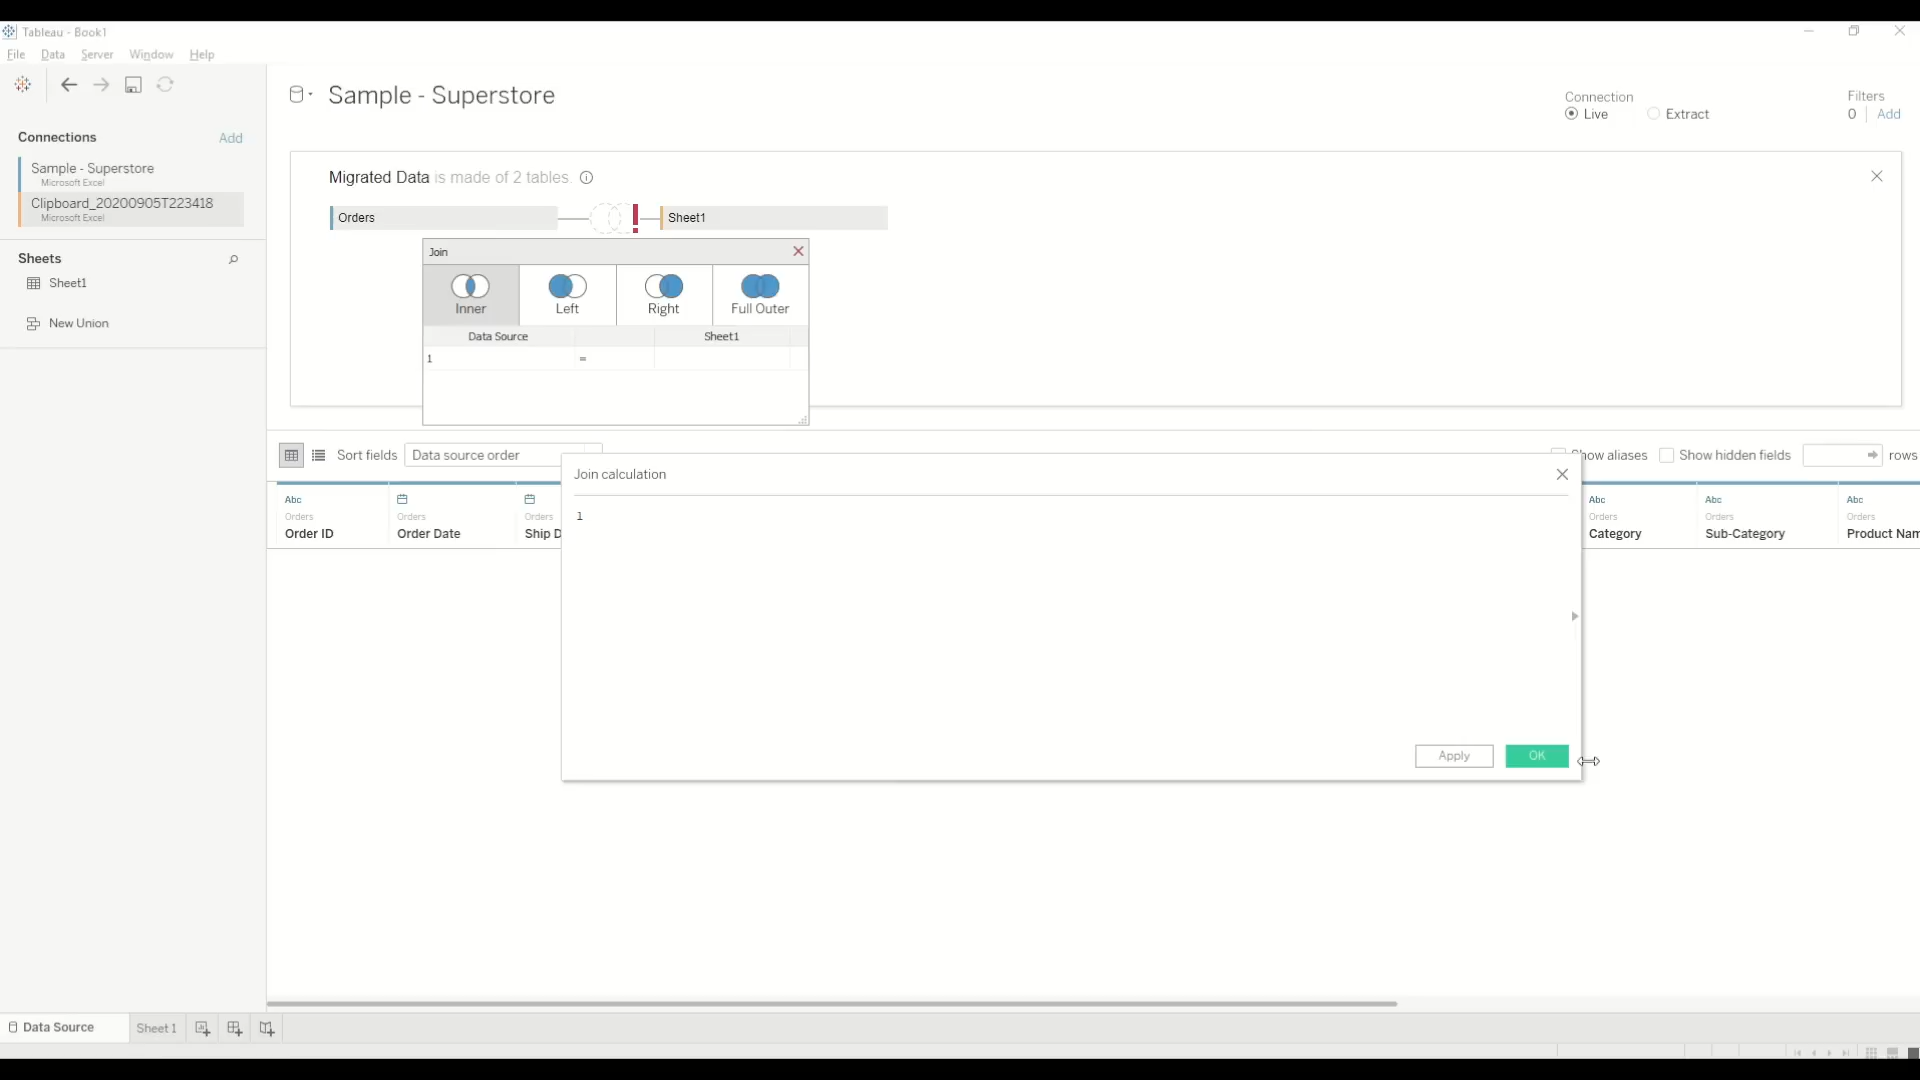 Tableau - Book1
File Data Server Window Help
Sample - Superstore
Connection
Live Extract
Filters
0 Add
Connections Add
Sample - Superstore
Microsoft Excel
Clipboard_20200905T223418
Microsoft Excel
Sheets
Sheet1
New Union
Migrated Data is made of 2 tables.
Orders Sheet1
Join
Inner Left Right Full Outer
Data Source Sheet1
1 =
Sort fields Data source order
how aliases Show hidden fields rows
Join calculation
1
Apply OK
Abc Abc Abc Abc
Orders Orders Orders Orders Orders Orders
Order ID Order Date Ship D Category Sub-Category Product Nam
Data Source Sheet 1